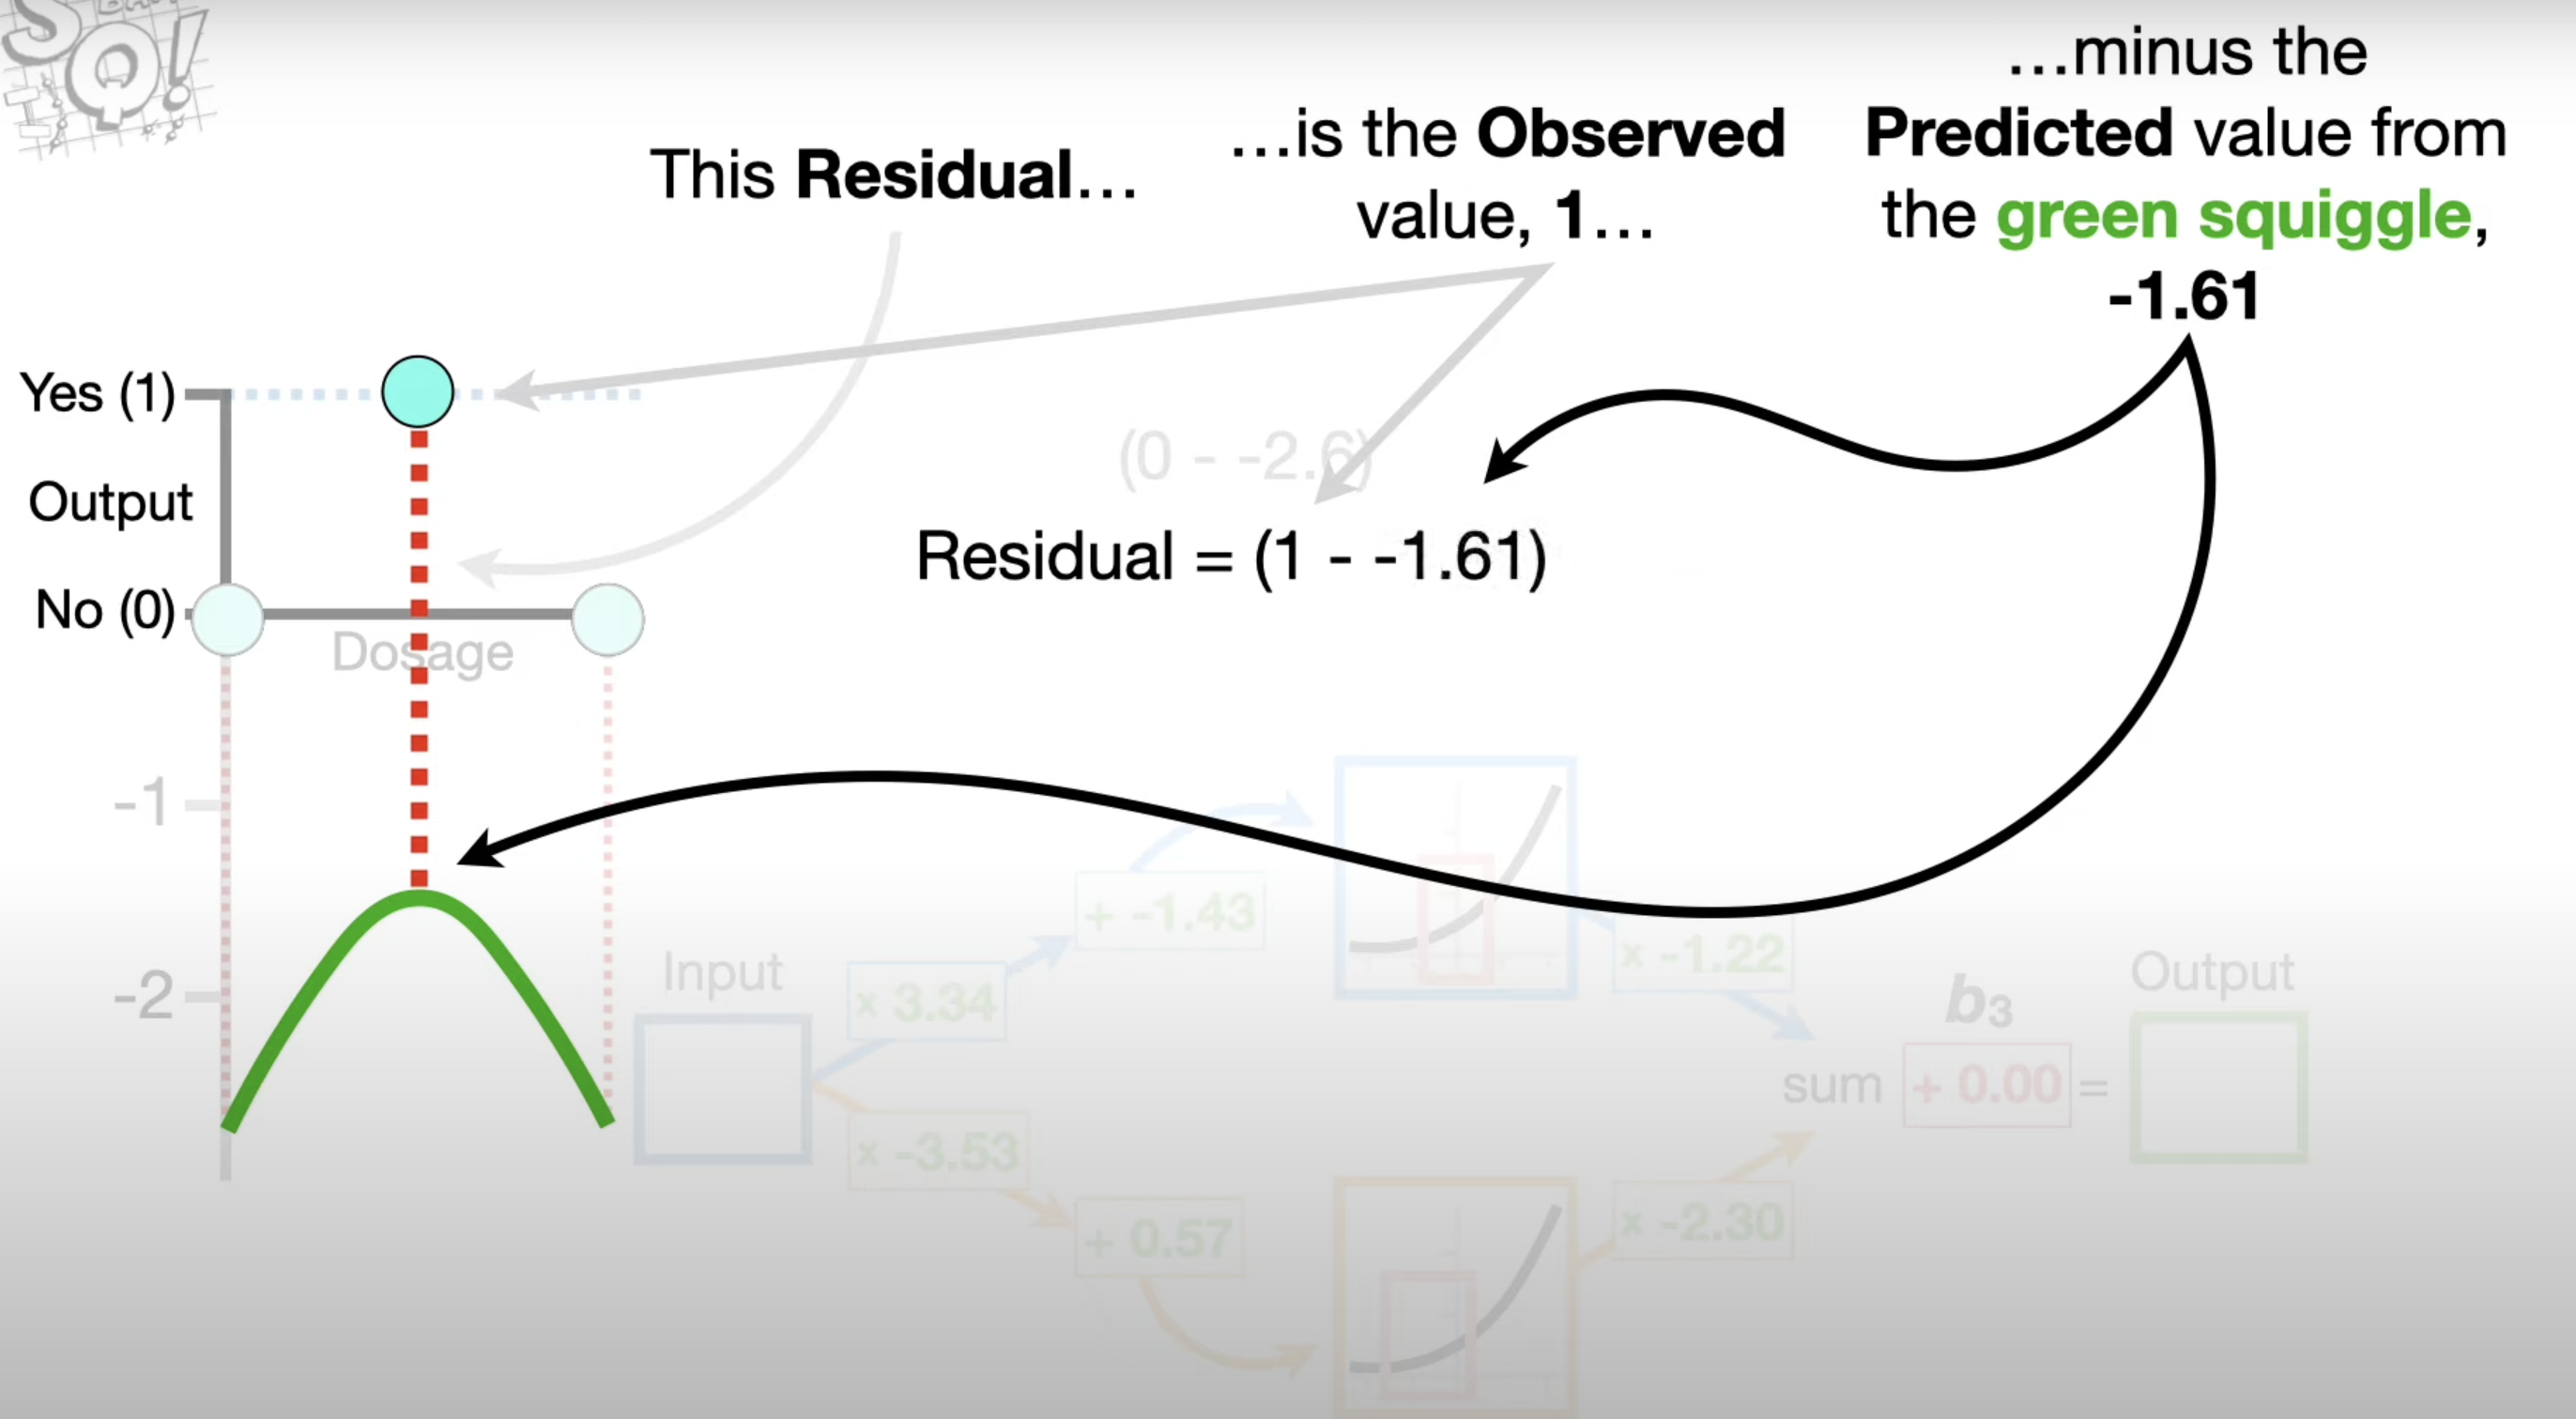 SQ!
This Residual…
…is the Observed
value, 1…
…minus the
Predicted value from
the green squiggle,
-1.61
Yes (1)
Output
No (0)
Dosage
-1
-2
(0 - -2.6)
Residual = (1 - -1.61)
Input
x 3.34
+ -1.43
x -1.22
x -3.53
+ 0.57
x -2.30
sum
b3
+ 0.00
=
Output